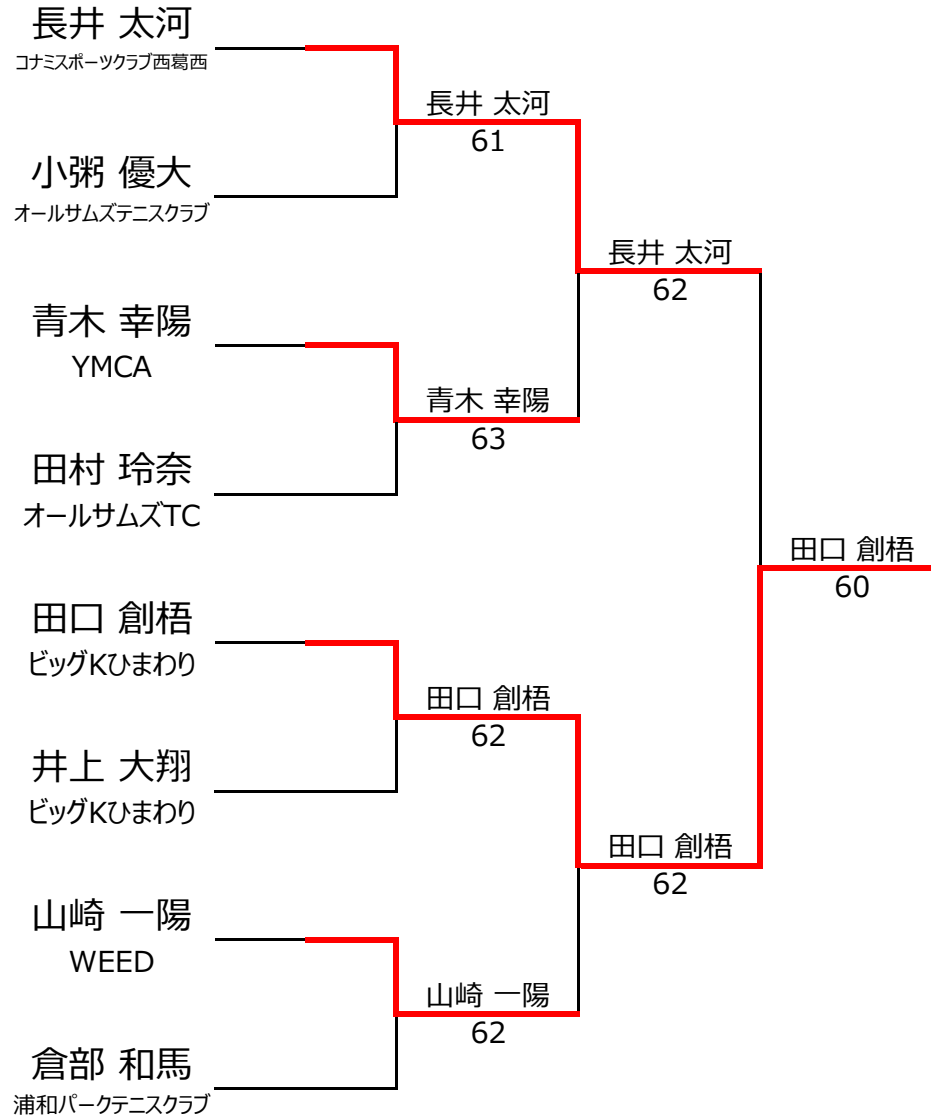 長井 太河
コナミスポーツクラブ西葛西
長井 太河
61
小粥 優大
オールサムズテニスクラブ
長井 太河
62
青木 幸陽
YMCA
青木 幸陽
63
田村 玲奈
オールサムズTC
田口 創梧
60
田口 創梧
ビッグKひまわり
田口 創梧
62
井上 大翔
ビッグKひまわり
田口 創梧
62
山崎 一陽
WEED
山崎 一陽
62
倉部 和馬
浦和パークテニスクラブ